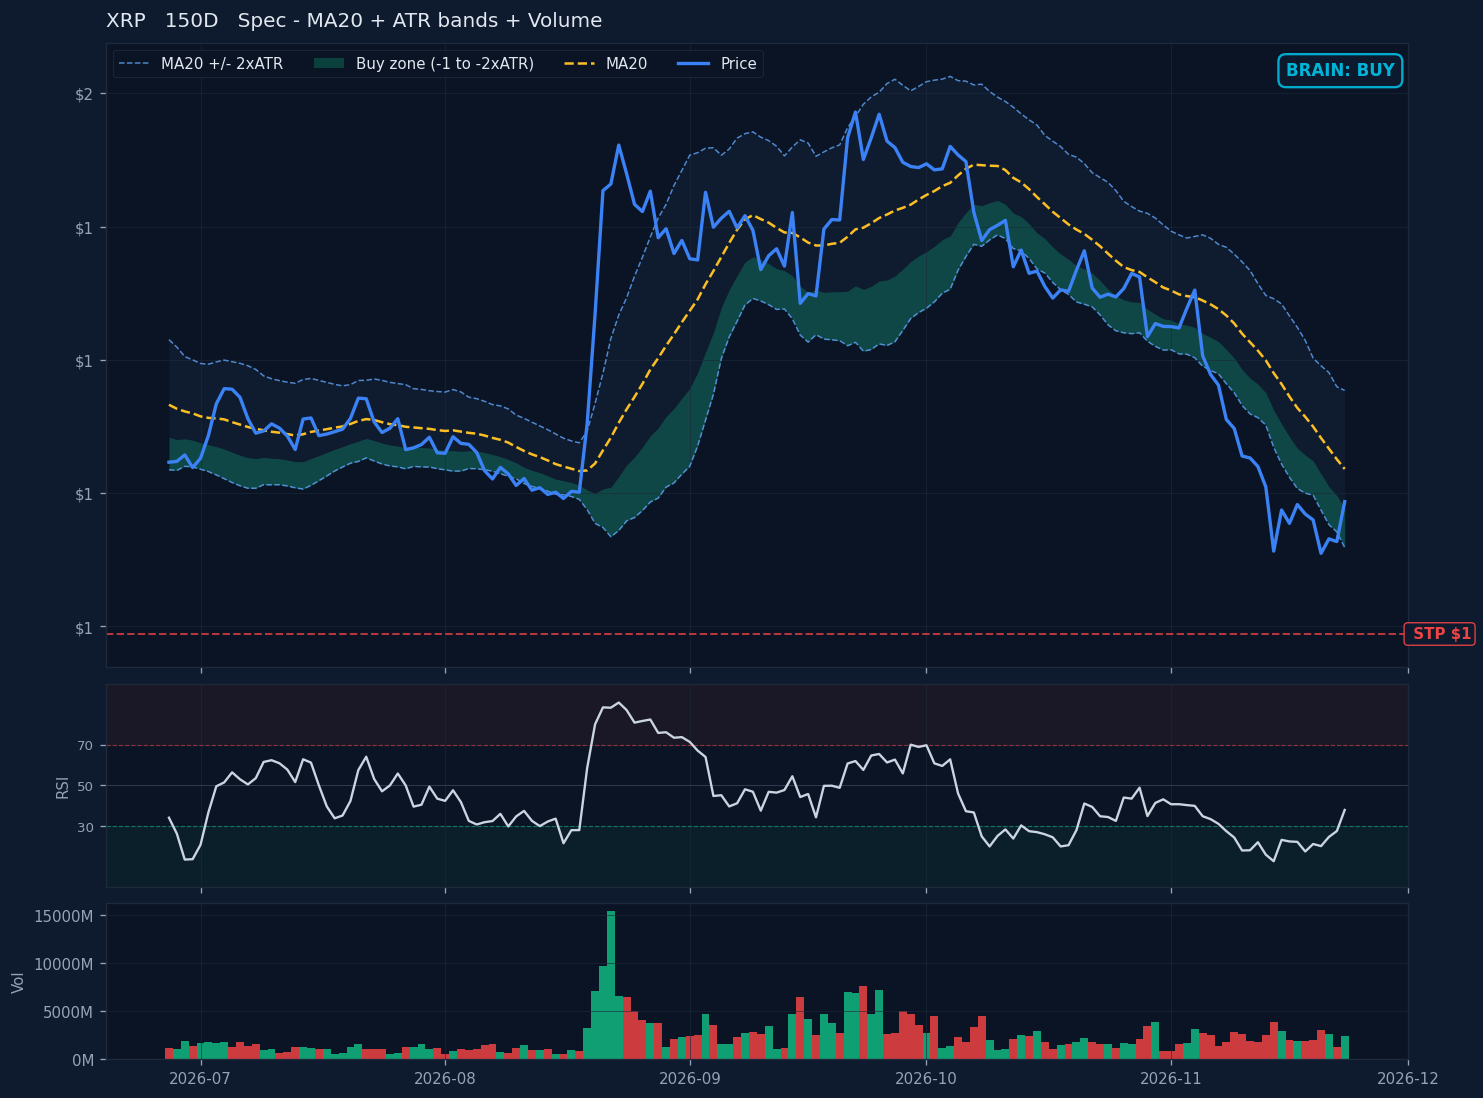 XRP   150D   Spec - MA20 + ATR bands + Volume
MA20 +/- 2xATR
Buy zone (-1 to -2xATR)
MA20
Price
BRAIN: BUY
$2
$1
$1
$1
$1
STP $1
RSI
70
50
30
Vol
15000M
10000M
5000M
0M
2026-07
2026-08
2026-09
2026-10
2026-11
2026-12